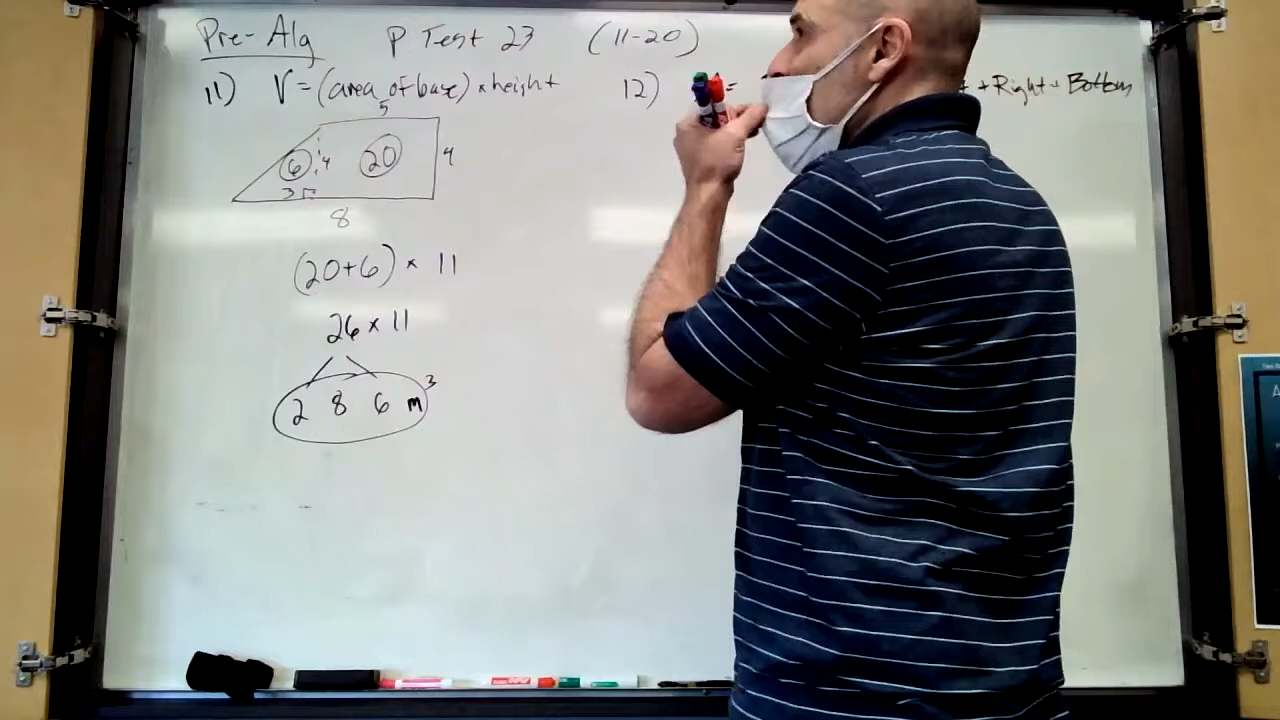 Pre-Alg P Test 23 (11-20)
11) V = (area of base) × height
5
6 4 20 4
3
8
(20+6) × 11
26 × 11
2 8 6 m³
12) = + Right + Bottom